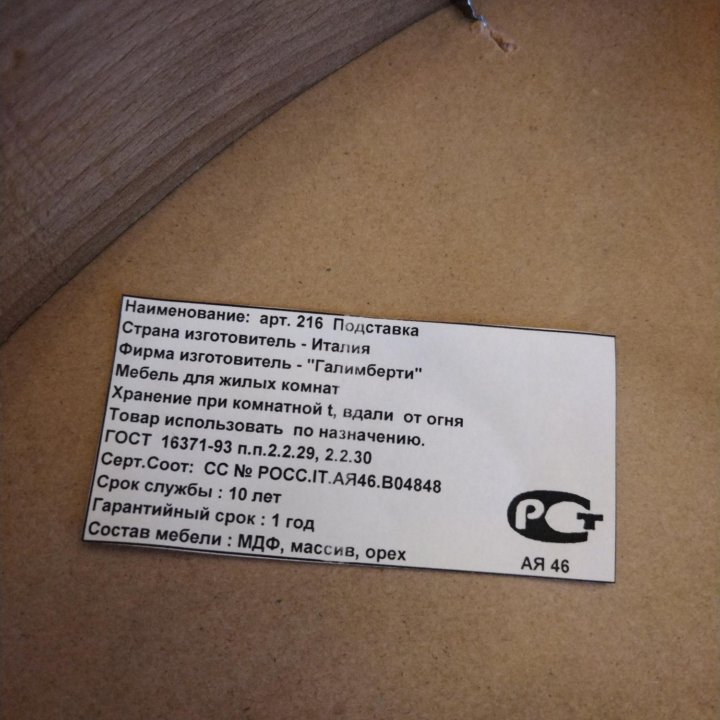 Наименование: арт. 216 Подставка
Страна изготовитель - Италия
Фирма изготовитель - "Галимберти"
Мебель для жилых комнат
Хранение при комнатной t, вдали от огня
Товар использовать по назначению.
ГОСТ 16371-93 п.п.2.2.29, 2.2.30
Серт.Соот: СС № РОСС.IT.АЯ46.В04848
Срок службы : 10 лет
Гарантийный срок : 1 год
Состав мебели : МДФ, массив, орех
РСТ
АЯ 46